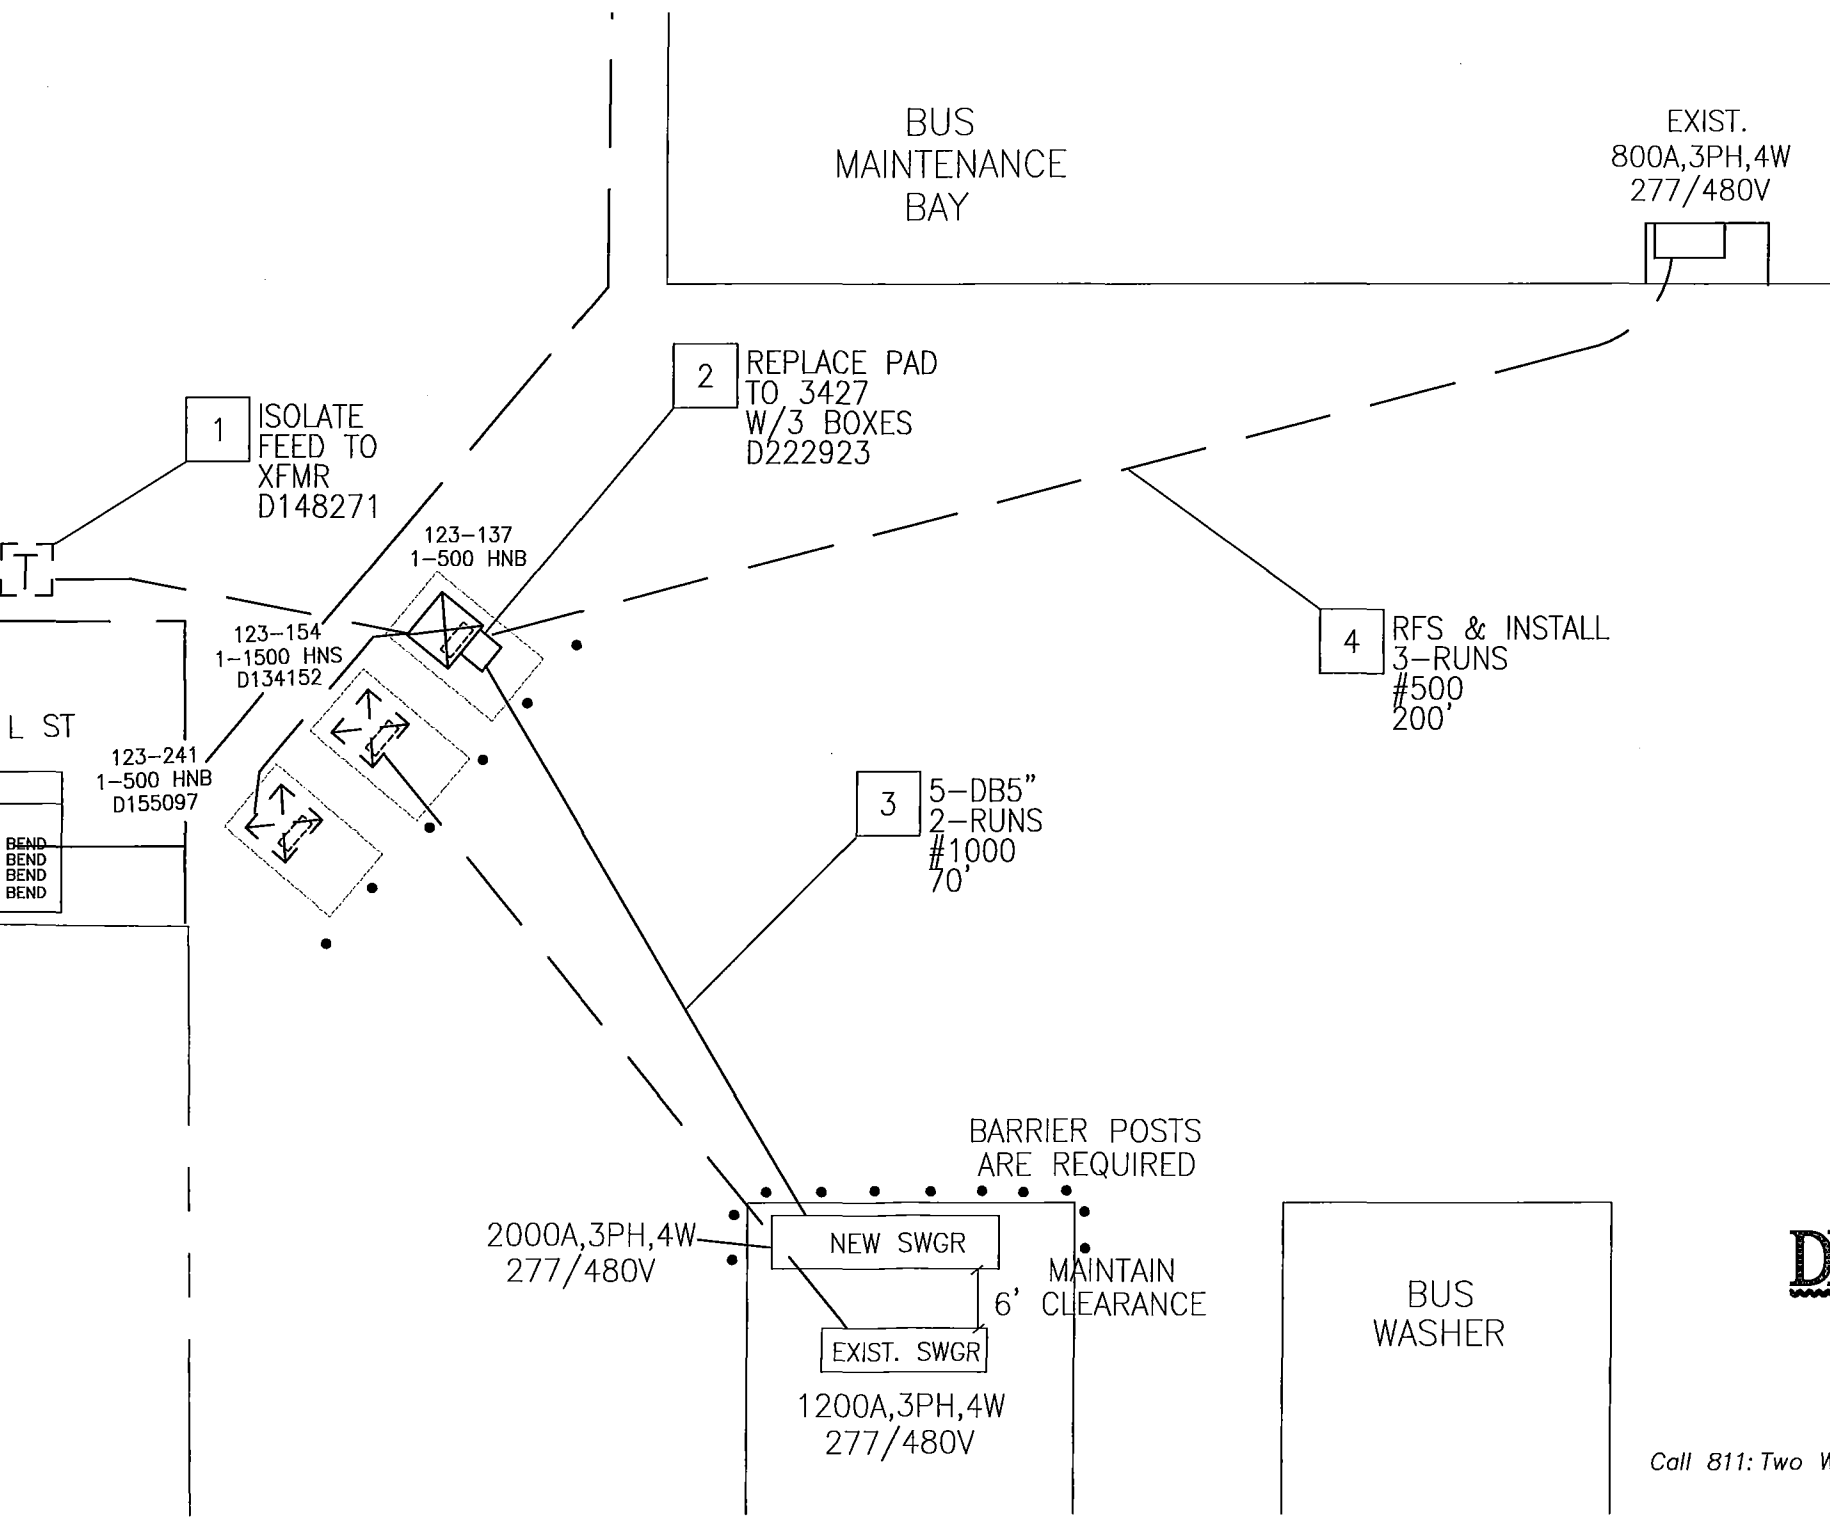 BUS
MAINTENANCE
BAY
EXIST.
800A,3PH,4W
277/480V
2
REPLACE PAD
TO 3427
W/3 BOXES
D222923
1
ISOLATE
FEED TO
XFMR
D148271
123-137
1-500 HNB
T
123-154
1-1500 HNS
D134152
4
RFS & INSTALL
3-RUNS
#500
200'
L ST
123-241
1-500 HNB
D155097
3
5-DB5"
2-RUNS
#1000
70'
BEND
BEND
BEND
BEND
BARRIER POSTS
ARE REQUIRED
2000A,3PH,4W
277/480V
NEW SWGR
MAINTAIN
6' CLEARANCE
EXIST. SWGR
1200A,3PH,4W
277/480V
BUS
WASHER
Call 811: Two W